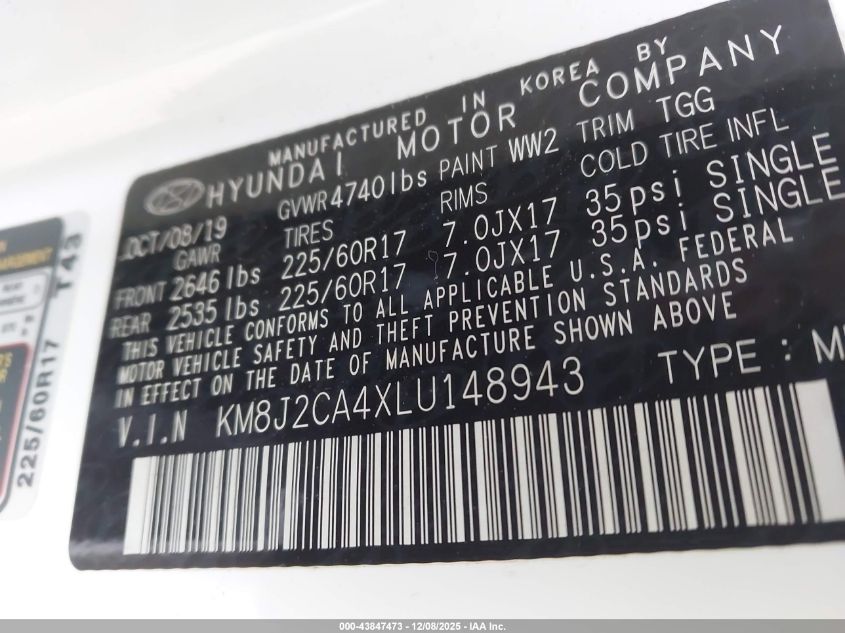 MANUFACTURED IN KOREA BY
HYUNDAI MOTOR COMPANY
OCT/08/19 GVWR4740lbs PAINT WW2 TRIM TGG
GAWR TIRES RIMS COLD TIRE INFL
FRONT 2646 lbs 225/60R17 7.0JX17 35psi SINGLE
REAR 2535 lbs 225/60R17 7.0JX17 35psi SINGLE
THIS VEHICLE CONFORMS TO ALL APPLICABLE U.S.A. FEDERAL
MOTOR VEHICLE SAFETY AND THEFT PREVENTION STANDARDS
IN EFFECT ON THE DATE OF MANUFACTURE SHOWN ABOVE
V.I.N KM8J2CA4XLU148943 TYPE :
225/60R17 T43
000-43847473 - 12/08/2025 - IAA Inc.